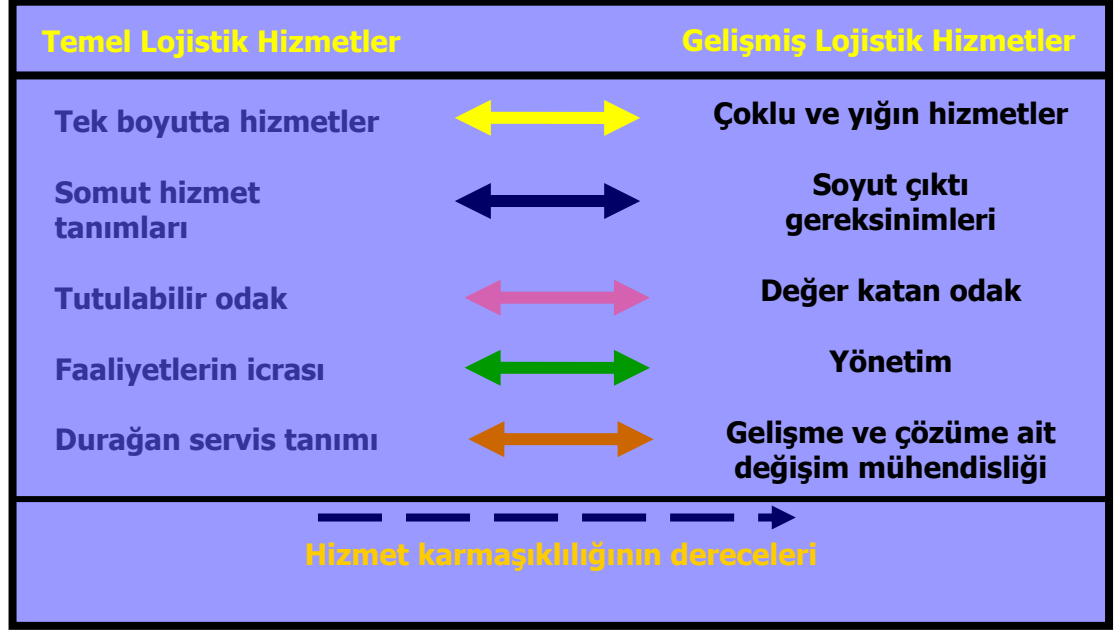 Temel Lojistik Hizmetler
Gelişmiş Lojistik Hizmetler
Tek boyutta hizmetler
Çoklu ve yığın hizmetler
Somut hizmet
tanımları
Soyut çıktı
gereksinimleri
Tutulabilir odak
Değer katan odak
Faaliyetlerin icrası
Yönetim
Durağan servis tanımı
Gelişme ve çözüme ait
değişim mühendisliği
Hizmet karmaşıklılığının dereceleri